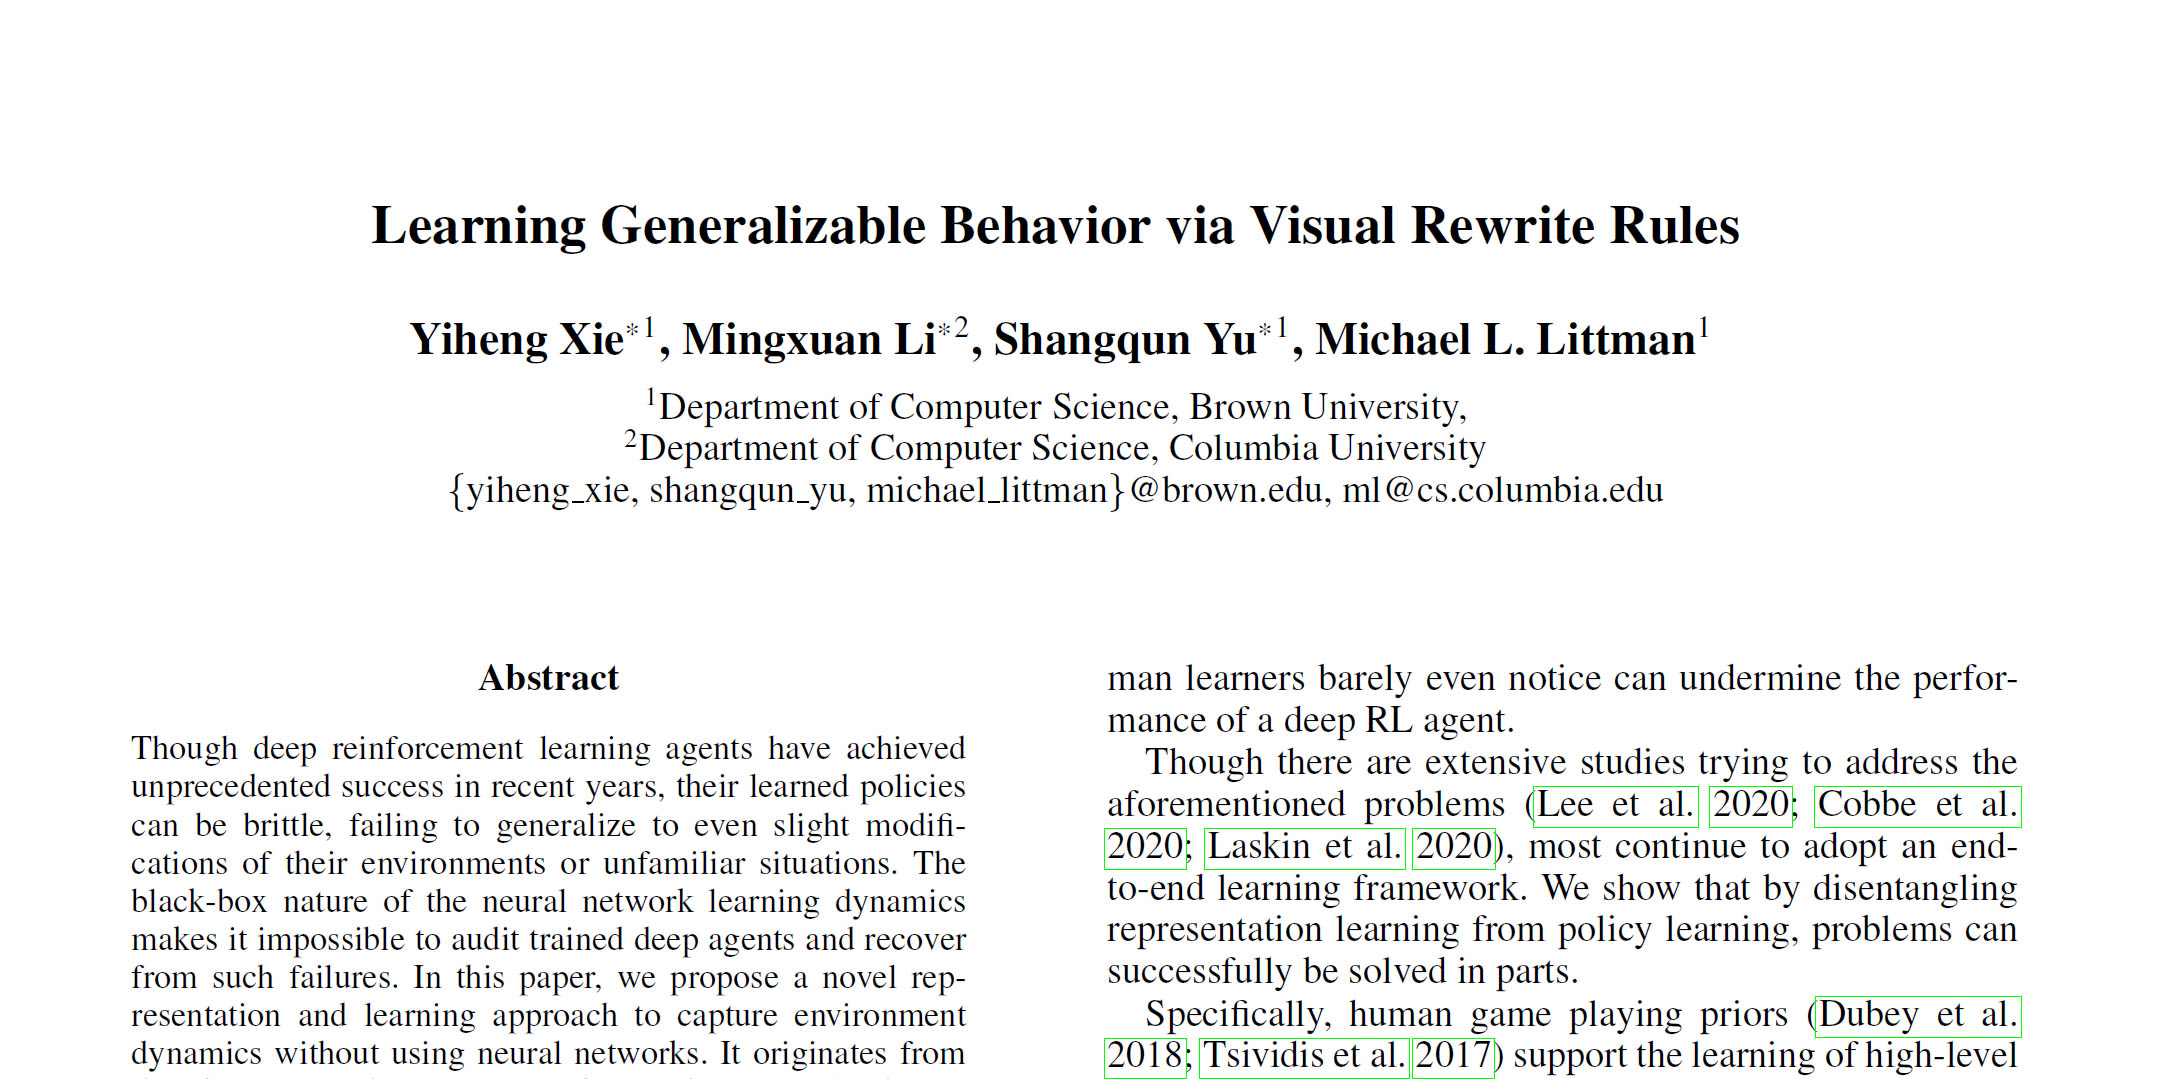 Learning Generalizable Behavior via Visual Rewrite Rules
Yiheng Xie*1, Mingxuan Li*2, Shangqun Yu*1, Michael L. Littman1
1Department of Computer Science, Brown University,
2Department of Computer Science, Columbia University
{yiheng_xie, shangqun_yu, michael_littman}@brown.edu, ml@cs.columbia.edu
Abstract
Though deep reinforcement learning agents have achieved
unprecedented success in recent years, their learned policies
can be brittle, failing to generalize to even slight modifi-
cations of their environments or unfamiliar situations. The
black-box nature of the neural network learning dynamics
makes it impossible to audit trained deep agents and recover
from such failures. In this paper, we propose a novel rep-
resentation and learning approach to capture environment
dynamics without using neural networks. It originates from
man learners barely even notice can undermine the perfor-
mance of a deep RL agent.
Though there are extensive studies trying to address the
aforementioned problems (Lee et al. 2020; Cobbe et al.
2020; Laskin et al. 2020), most continue to adopt an end-
to-end learning framework. We show that by disentangling
representation learning from policy learning, problems can
successfully be solved in parts.
Specifically, human game playing priors (Dubey et al.
2018; Tsividis et al. 2017) support the learning of high-level